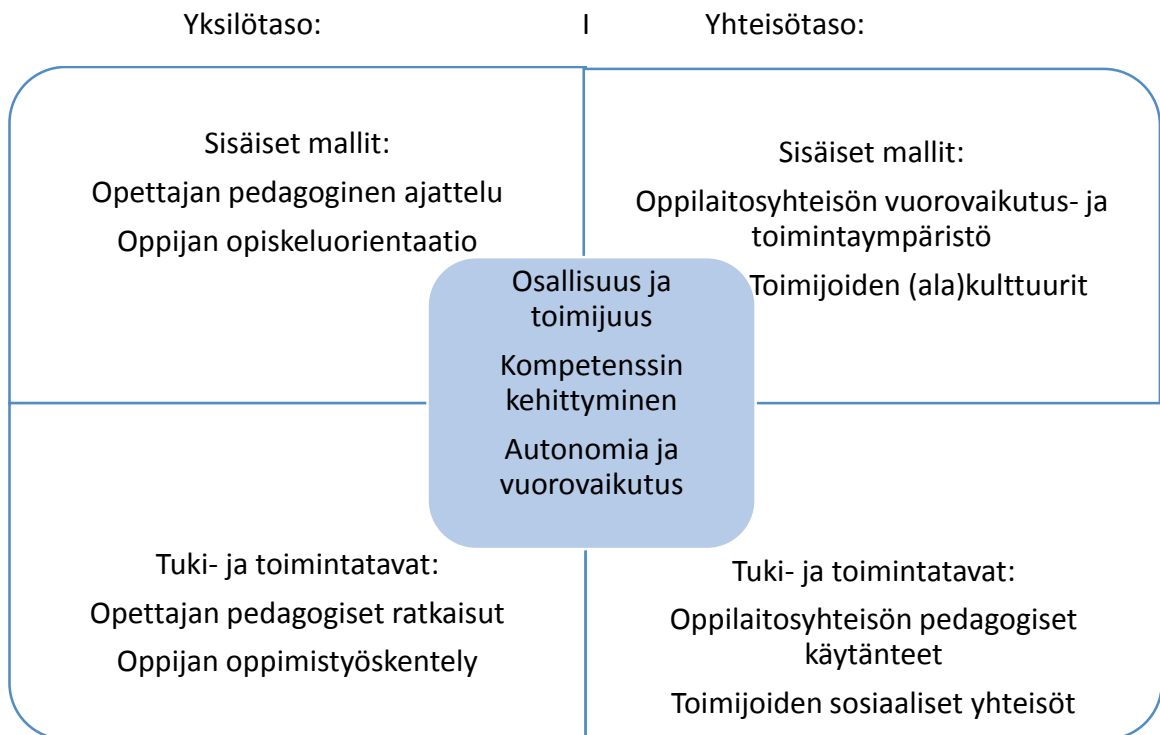 Yksilötaso: I Yhteisötaso:
Sisäiset mallit:
Opettajan pedagoginen ajattelu
Oppijan opiskeluorientaatio
Sisäiset mallit:
Oppilaitosyhteisön vuorovaikutus- ja
toimintaympäristö
Toimijoiden (ala)kulttuurit
Osallisuus ja
toimijuus
Kompetenssin
kehittyminen
Autonomia ja
vuorovaikutus
Tuki- ja toimintatavat:
Opettajan pedagogiset ratkaisut
Oppijan oppimistyöskentely
Tuki- ja toimintatavat:
Oppilaitosyhteisön pedagogiset
käytänteet
Toimijoiden sosiaaliset yhteisöt